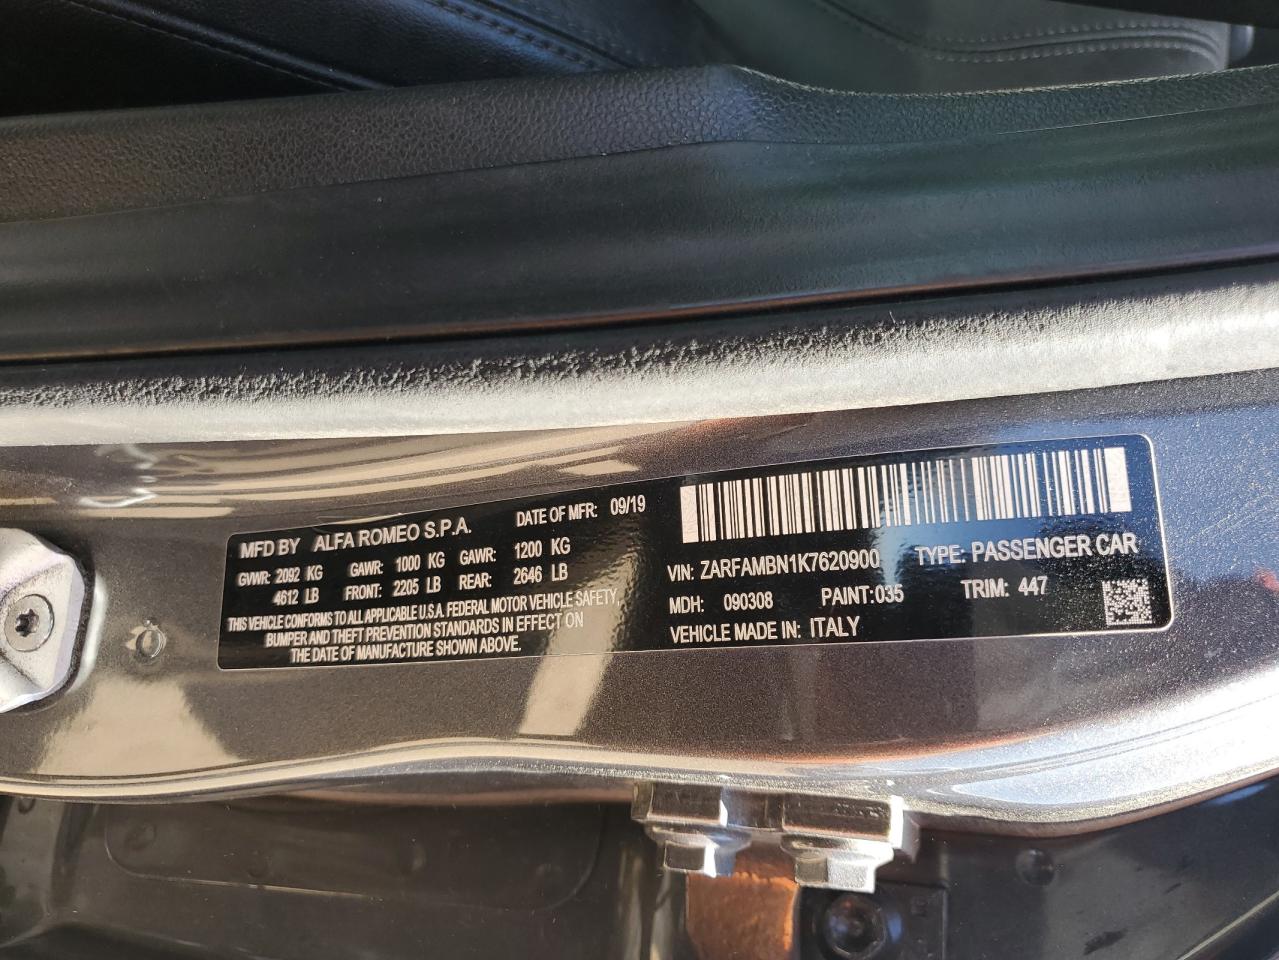 MFD BY ALFA ROMEO S.P.A. DATE OF MFR: 09/19
GVWR: 2092 KG GAWR: 1000 KG GAWR: 1200 KG
4612 LB FRONT: 2205 LB REAR: 2646 LB
THIS VEHICLE CONFORMS TO ALL APPLICABLE U.S.A. FEDERAL MOTOR VEHICLE SAFETY,
BUMPER AND THEFT PREVENTION STANDARDS IN EFFECT ON
THE DATE OF MANUFACTURE SHOWN ABOVE.
VIN: ZARFAMBN1K7620900 TYPE: PASSENGER CAR
MDH: 090308 PAINT:035 TRIM: 447
VEHICLE MADE IN: ITALY